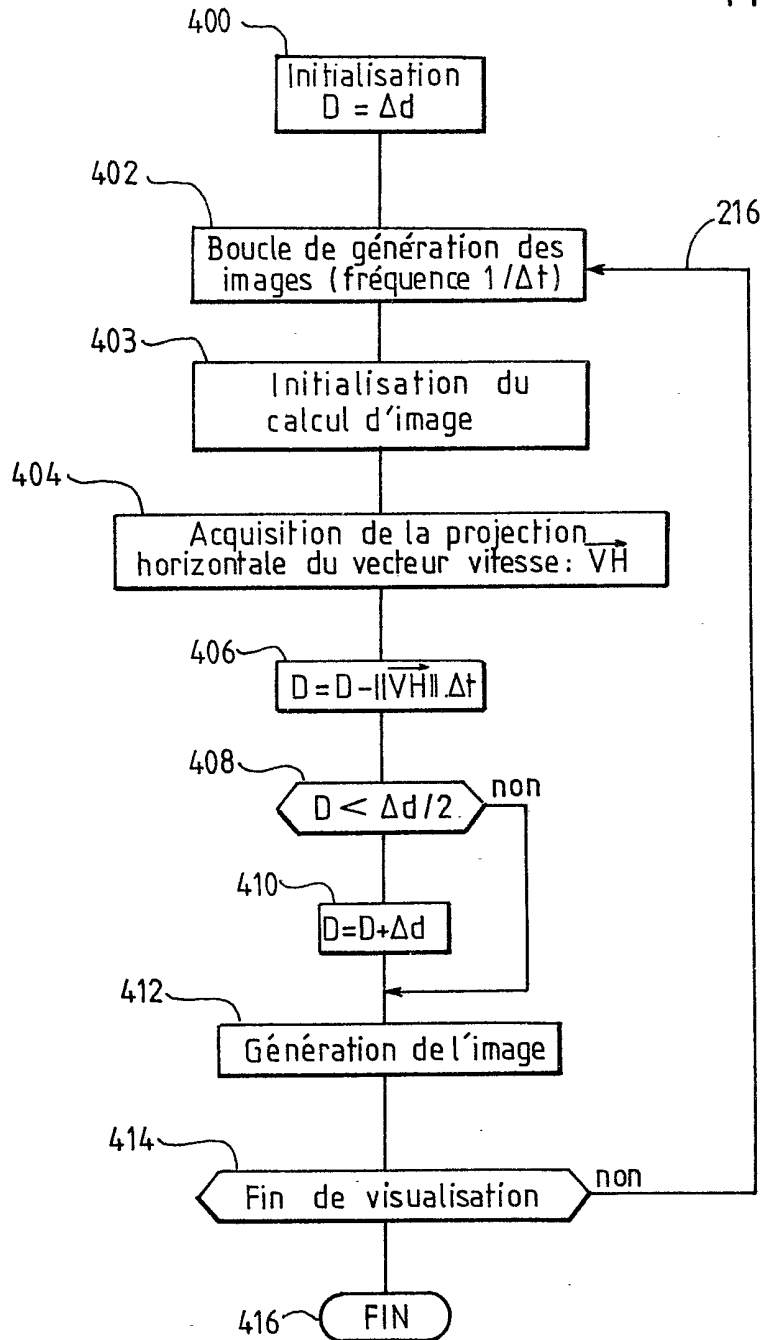 400
Initialisation
D = Δd
402
216
Boucle de génération des
images (fréquence 1/Δt)
403
Initialisation du
calcul d'image
404
Acquisition de la projection
horizontale du vecteur vitesse: VH
406
D=D-||VH||.Δt
408
D < Δd/2
non
410
D=D+Δd
412
Génération de l'image
414
Fin de visualisation
non
416
FIN